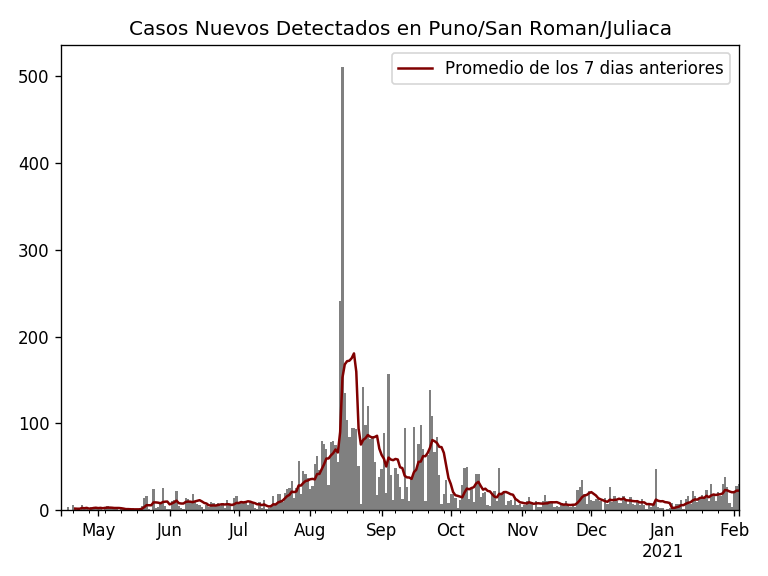 Casos Nuevos Detectados en Puno/San Roman/Juliaca
Promedio de los 7 dias anteriores
500
400
300
200
100
0
May Jun Jul Aug Sep Oct Nov Dec Jan Feb
2021